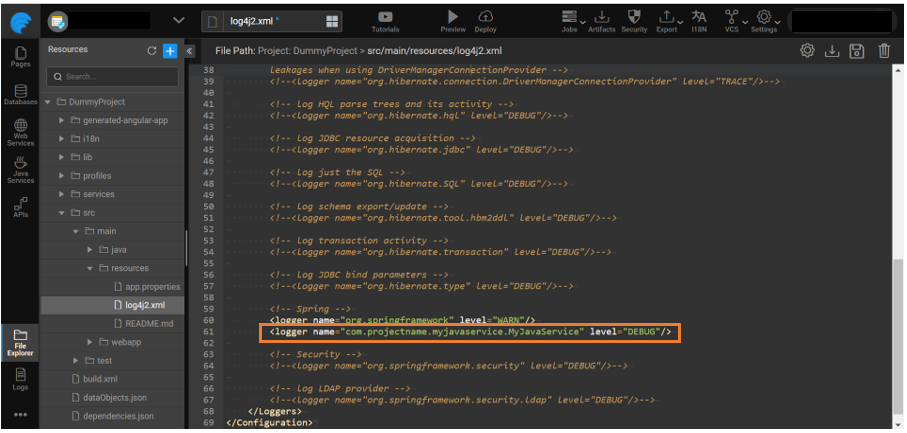 log4j2.xml *
Tutorials
Preview
Deploy
Jobs
Artifacts
Security
Export
I18N
VCS
Settings
Pages
Databases
Web
Services
Java
Services
APIs
File
Explorer
Logs
Resources
Search...
DummyProject
generated-angular-app
i18n
lib
profiles
services
src
main
java
resources
app.properties
log4j2.xml
README.md
webapp
test
build.xml
dataObjects.json
dependencies.json
File Path: Project: DummyProject > src/main/resources/log4j2.xml
38 leakages when using DriverManagerConnectionProvider -->
39 <!--<logger name="org.hibernate.connection.DriverManagerConnectionProvider" level="TRACE"/>-->
40
41 <!-- Log HQL parse trees and its activity -->
42 <!--<logger name="org.hibernate.hql" level="DEBUG"/>-->
43
44 <!-- Log JDBC resource acquisition -->
45 <!--<logger name="org.hibernate.jdbc" level="DEBUG"/>-->
46
47 <!-- Log just the SQL -->
48 <!--<logger name="org.hibernate.SQL" level="DEBUG"/>-->
49
50 <!-- Log schema export/update -->
51 <!--<logger name="org.hibernate.tool.hbm2ddl" level="DEBUG"/>-->
52
53 <!-- Log transaction activity -->
54 <!--<logger name="org.hibernate.transaction" level="DEBUG"/>-->
55
56 <!-- Log JDBC bind parameters -->
57 <!--<logger name="org.hibernate.type" level="DEBUG"/>-->
58
59 <!-- Spring -->
60 <logger name="org.springframework" level="WARN"/>
61 <logger name="com.projectname.myjavaservice.MyJavaService" level="DEBUG"/>
62
63 <!-- Security -->
64 <!--<logger name="org.springframework.security" level="DEBUG"/>-->
65
66 <!-- Log LDAP provider -->
67 <!--<logger name="org.springframework.security.ldap" level="DEBUG"/>-->
68 </Loggers>
69 </Configuration>